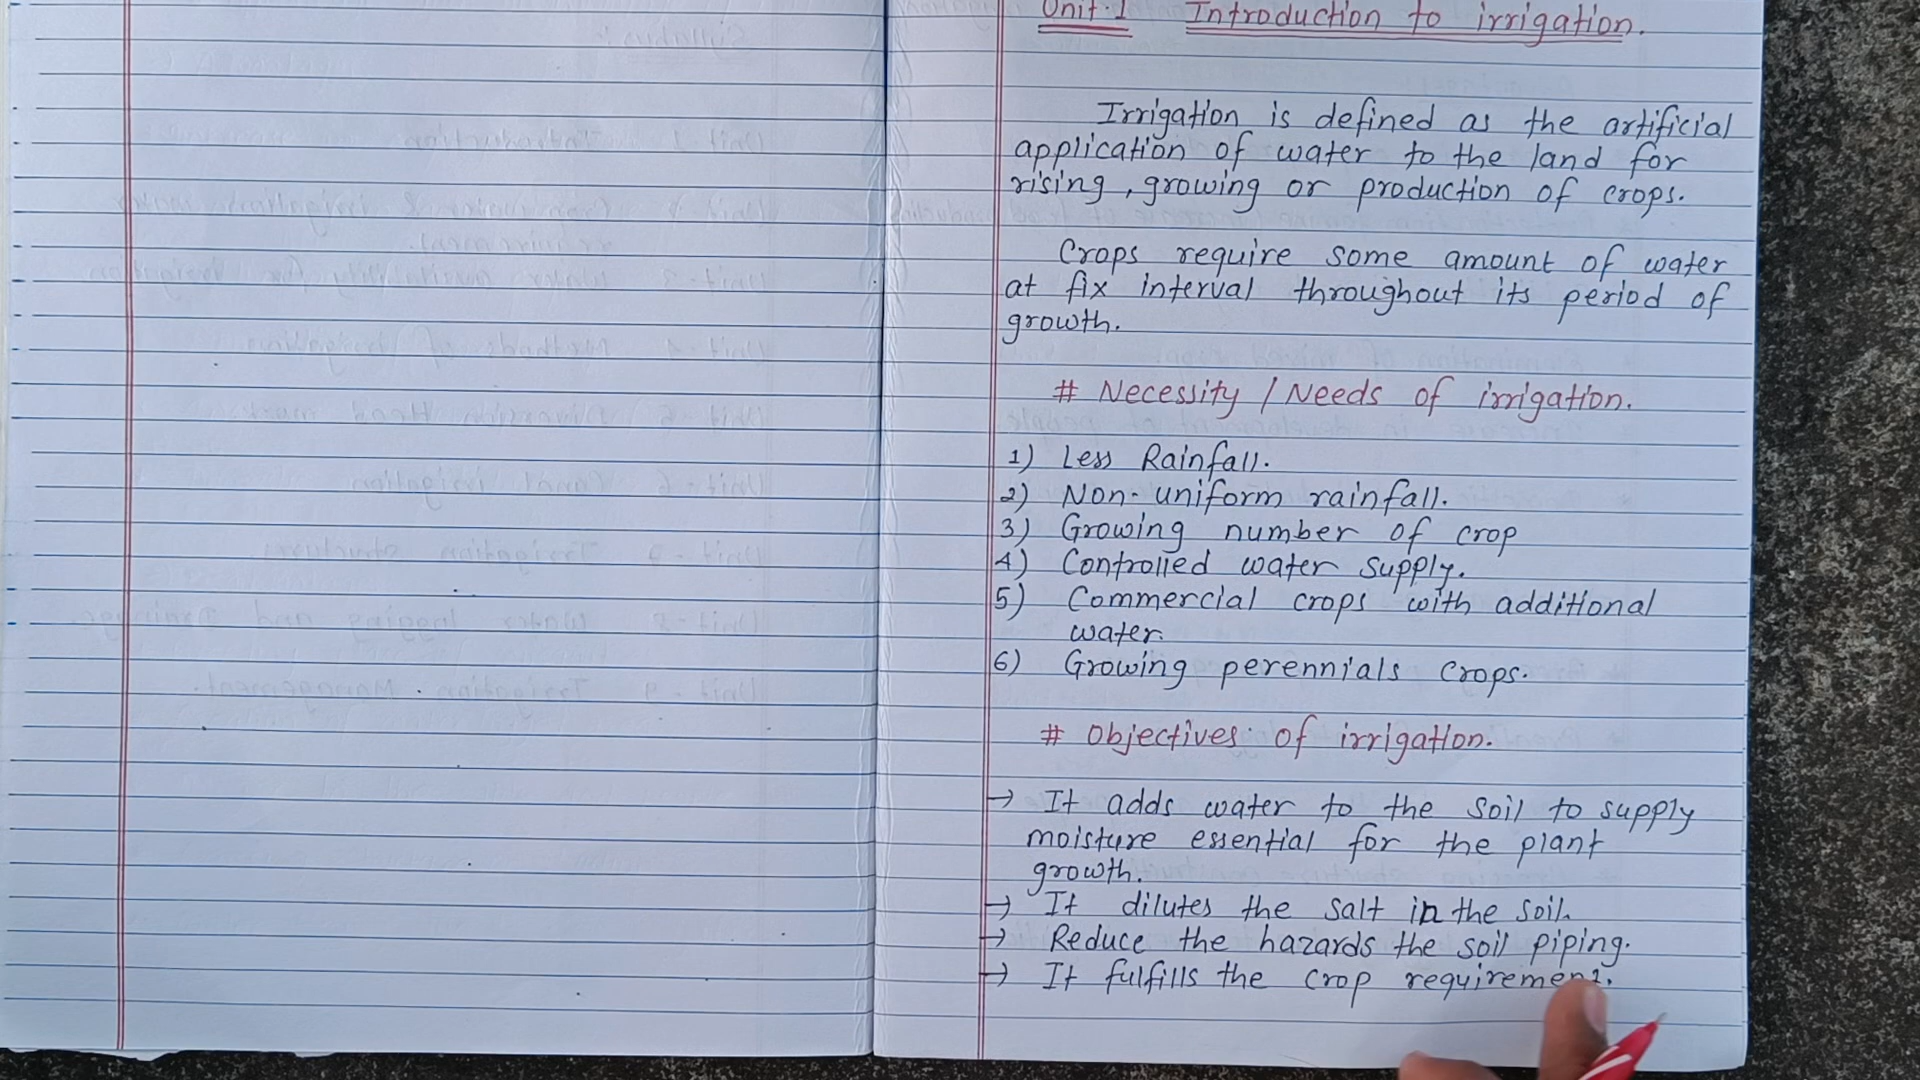 Unit-1 Introduction to irrigation.
Irrigation is defined as the artificial
application of water to the land for
rising, growing or production of crops.
Crops require some amount of water
at fix interval throughout its period of
growth.
# Necessity / Needs of irrigation.
1) Less Rainfall.
2) Non-uniform rainfall.
3) Growing number of crop
4) Controlled water supply.
5) Commercial crops with additional
water.
6) Growing perennials crops.
# Objectives of irrigation.
→ It adds water to the soil to supply
moisture essential for the plant
growth.
→ It dilutes the salt in the soil.
→ Reduce the hazards the soil piping.
→ It fulfills the crop requirement.